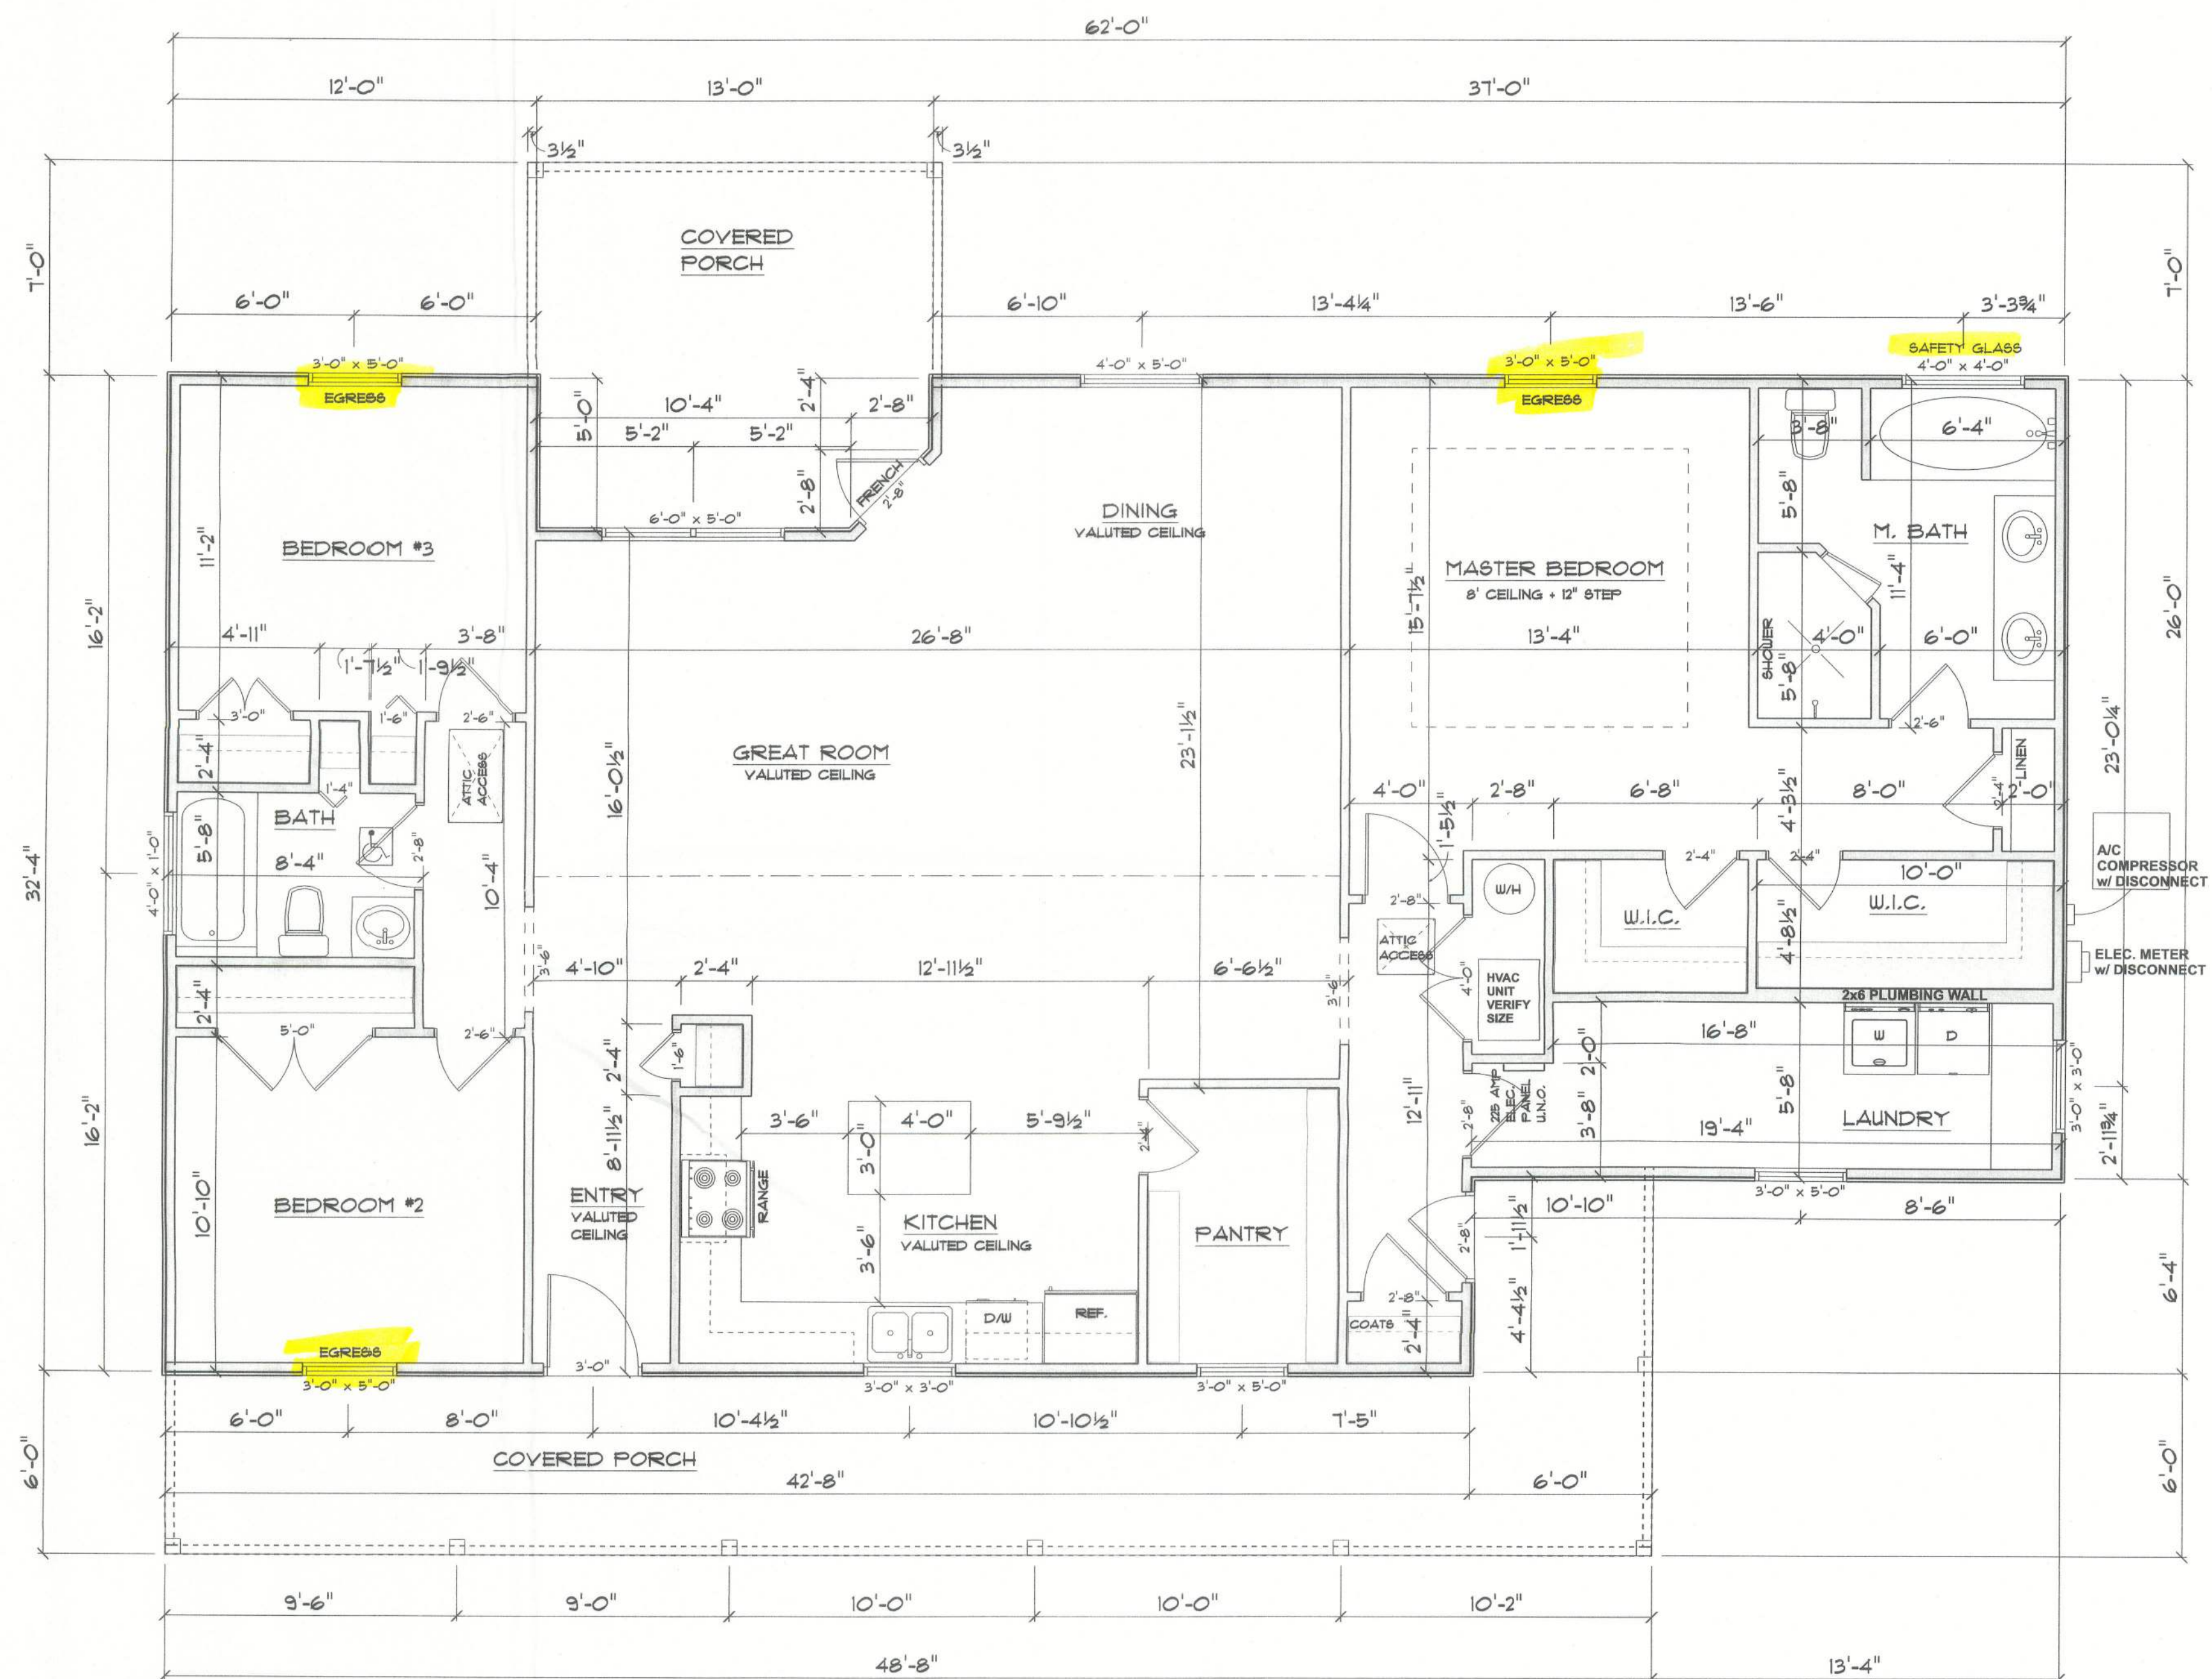 62'-0"
12'-0"
13'-0"
37'-0"
3½"
3½"
7'-0"
COVERED
PORCH
7'-0"
6'-0"
6'-0"
6'-10"
13'-4¼"
13'-6"
3'-3¾"
3'-0" x 5'-0"
EGRESS
4'-0" x 5'-0"
3'-0" x 5'-0"
EGRESS
SAFETY GLASS
4'-0" x 4'-0"
5'-0"
10'-4"
2'-4"
2'-8"
5'-2"
5'-2"
2'-8"
FRENCH
2'-8"
6'-0" x 5'-0"
3'-8"
6'-4"
5'-8"
DINING
VALUTED CEILING
M. BATH
11'-2"
BEDROOM #3
MASTER BEDROOM
8' CEILING + 12" STEP
15'-7½"
11'-4"
16'-2"
26'-0"
4'-11"
3'-8"
26'-8"
13'-4"
SHOWER
4'-0"
6'-0"
5'-8"
1'-7½"
1'-9½"
3'-0"
1'-6"
2'-6"
2'-6"
2'-4"
ATTIC
ACCESS
16'-0½"
GREAT ROOM
VALUTED CEILING
23'-1½"
LINEN
2'-4"
23'-0¼"
1'-4"
4'-0"
2'-8"
6'-8"
4'-3½"
8'-0"
2'-0"
1'-5½"
BATH
5'-8"
8'-4"
2'-8"
4'-0" x 1'-0"
10'-4"
32'-4"
2'-4"
2'-4"
10'-0"
A/C
COMPRESSOR
w/ DISCONNECT
W/H
2'-8"
W.I.C.
W.I.C.
4'-8½"
ATTIC
ACCESS
3'-6"
4'-10"
2'-4"
12'-11½"
6'-6½"
3'-6"
4'-0"
HVAC
UNIT
VERIFY
SIZE
ELEC. METER
w/ DISCONNECT
2x6 PLUMBING WALL
2'-4"
5'-0"
2'-6"
16'-8"
W
D
2'-4"
1'-6"
2'-0"
3'-0" x 3'-0"
16'-2"
3'-6"
4'-0"
5'-9½"
3'-0"
2'-4"
12'-11"
2'-8"
225 AMP
ELEC.
PANEL
U.N.O.
3'-8"
5'-8"
19'-4"
LAUNDRY
2'-11¾"
8'-11½"
RANGE
10'-10"
BEDROOM #2
ENTRY
VALUTED
CEILING
KITCHEN
VALUTED CEILING
3'-6"
PANTRY
3'-0" x 5'-0"
10'-10"
8'-6"
2'-8"
1'-11½"
6'-4"
4'-4½"
D/W
REF.
2'-8"
COATS
2'-4"
EGRESS
3'-0" x 5"-0"
3'-0"
3'-0" x 3'-0"
3'-0" x 5'-0"
6'-0"
8'-0"
10'-4½"
10'-10½"
7'-5"
6'-0"
COVERED PORCH
42'-8"
6'-0"
6'-0"
9'-6"
9'-0"
10'-0"
10'-0"
10'-2"
48'-8"
13'-4"